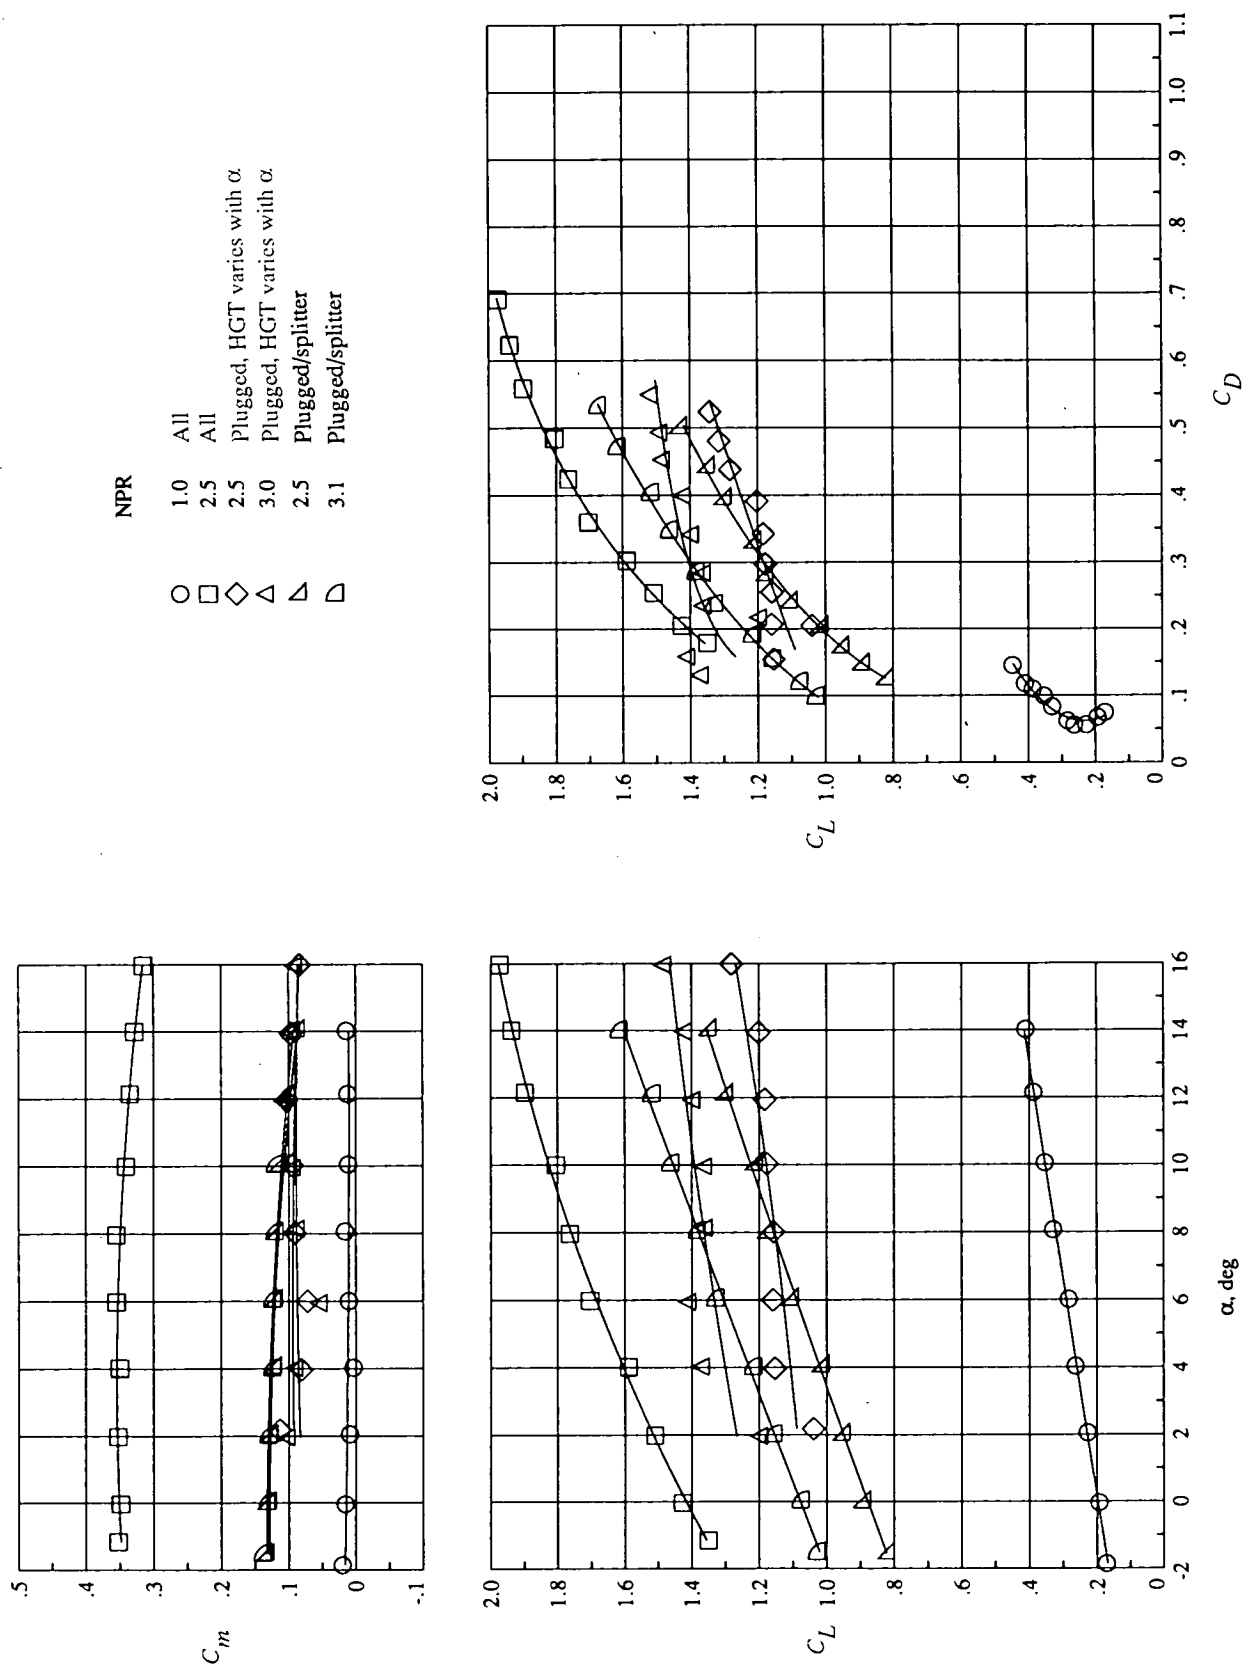 NPR
1.0 All
2.5 All
2.5 Plugged, HGT varies with α
3.0 Plugged, HGT varies with α
2.5 Plugged/splitter
3.1 Plugged/splitter
.5
.4
.3
.2
.1
0
-.1
C_m
2.0
1.8
1.6
1.4
1.2
1.0
.8
.6
.4
.2
0
C_L
-2 0 2 4 6 8 10 12 14 16
α, deg
2.0
1.8
1.6
1.4
1.2
1.0
.8
.6
.4
.2
0
C_L
0 .1 .2 .3 .4 .5 .6 .7 .8 .9 1.0 1.1
C_D